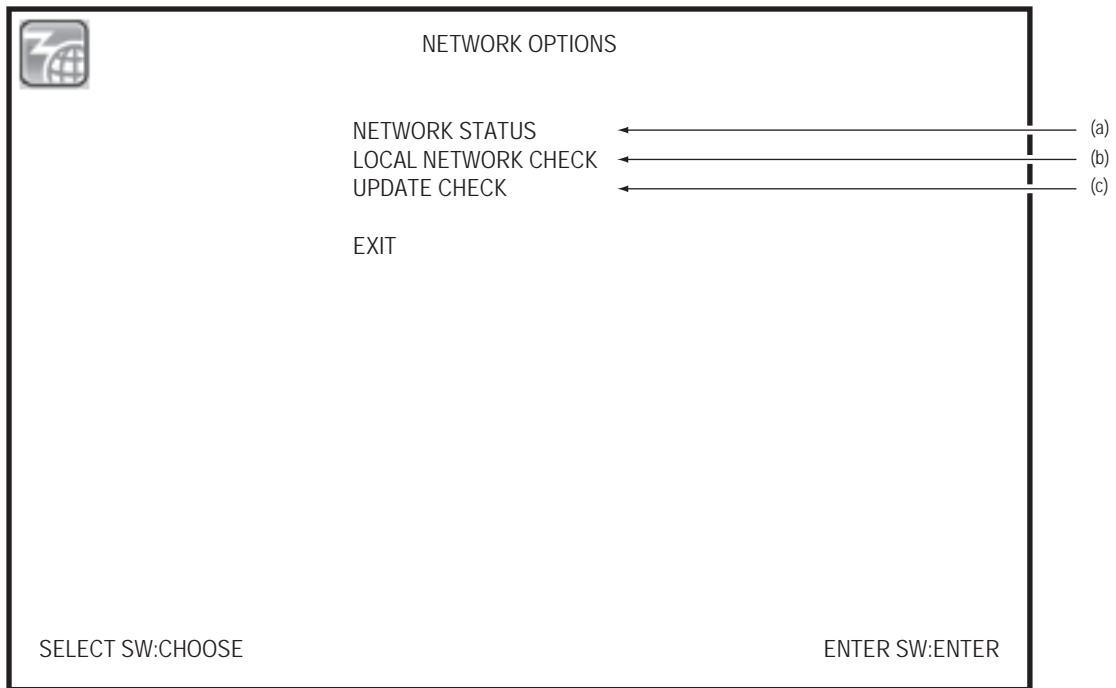 NETWORK OPTIONS
NETWORK STATUS
(a)
LOCAL NETWORK CHECK
(b)
UPDATE CHECK
(c)
EXIT
SELECT SW:CHOOSE
ENTER SW:ENTER